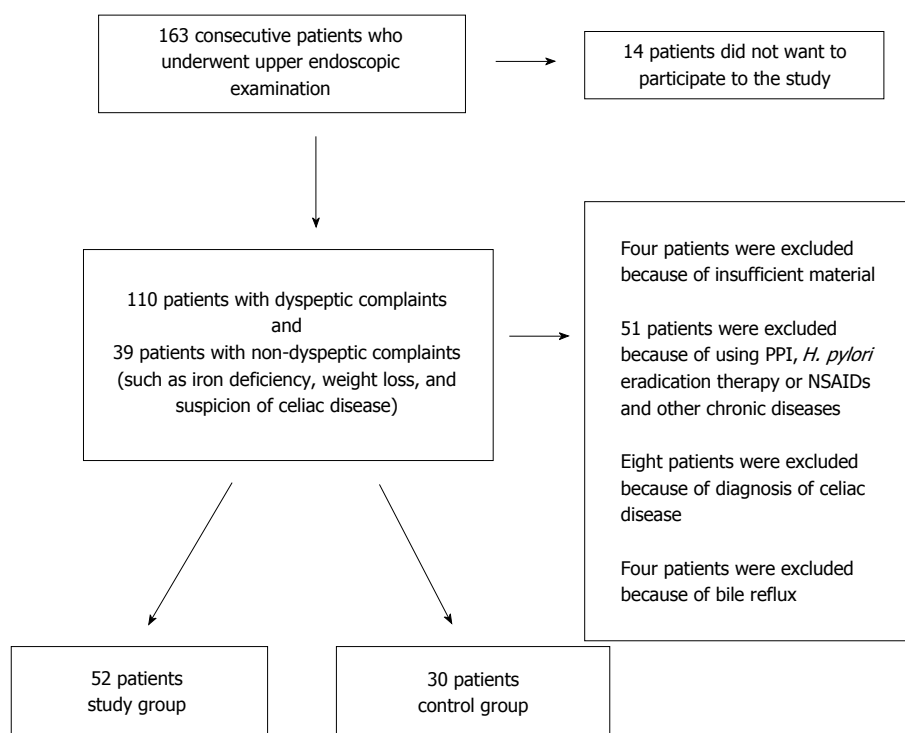 163 consecutive patients who
underwent upper endoscopic
examination
14 patients did not want to
participate to the study
110 patients with dyspeptic complaints
and
39 patients with non-dyspeptic complaints
(such as iron deficiency, weight loss, and
suspicion of celiac disease)
Four patients were excluded
because of insufficient material
51 patients were excluded
because of using PPI, H. pylori
eradication therapy or NSAIDs
and other chronic diseases
Eight patients were excluded
because of diagnosis of celiac
disease
Four patients were excluded
because of bile reflux
52 patients
study group
30 patients
control group